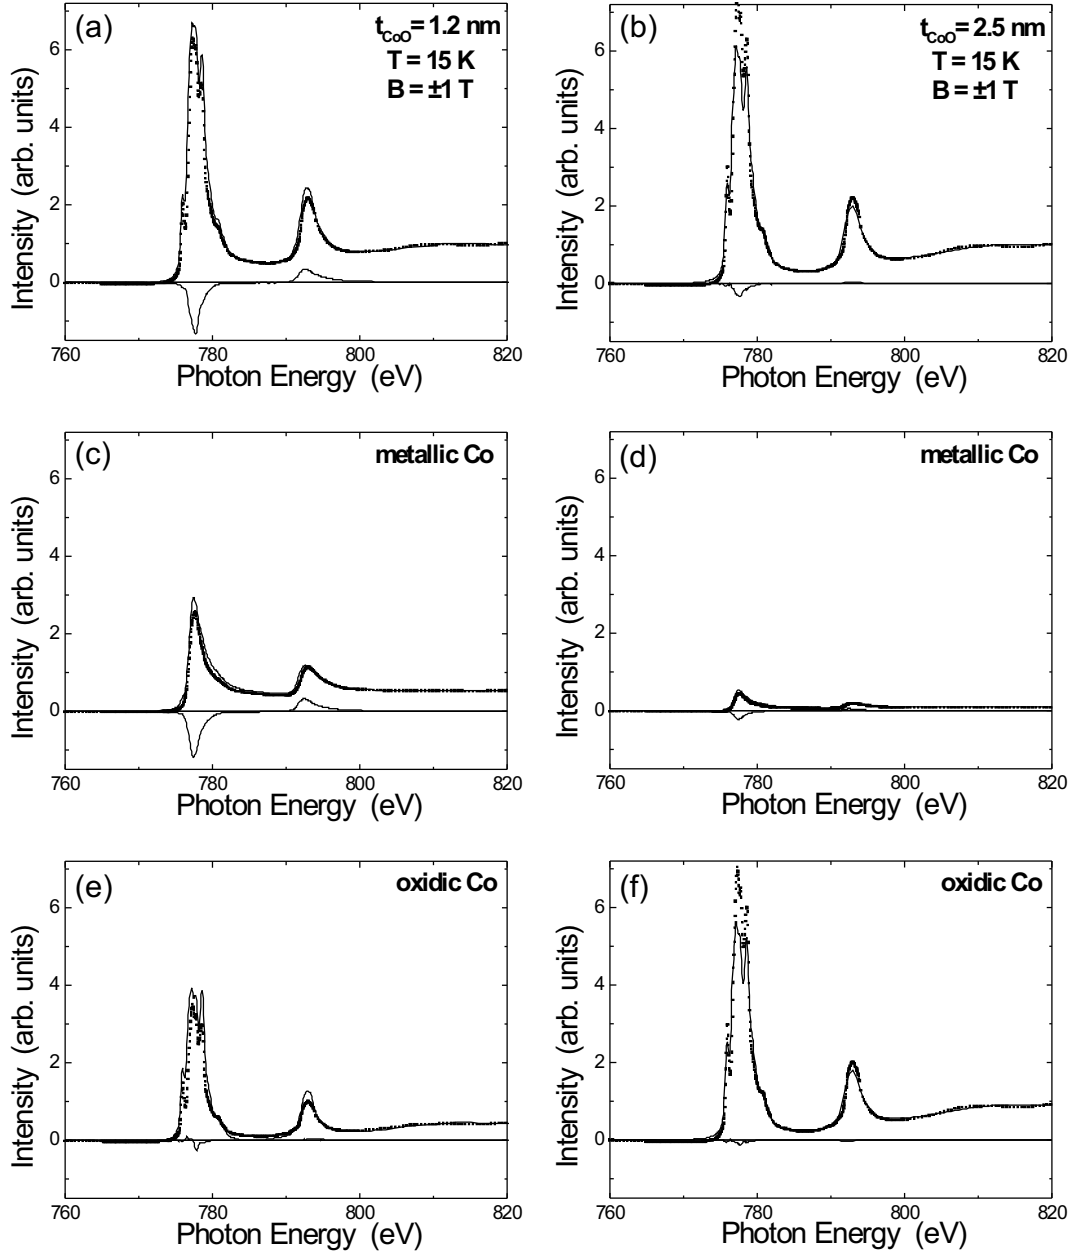 (a)
t_CoO = 1.2 nm
T = 15 K
B = ±1 T
6
4
2
0
Intensity (arb. units)
760 780 800 820
Photon Energy (eV)
(b)
t_CoO = 2.5 nm
T = 15 K
B = ±1 T
6
4
2
0
Intensity (arb. units)
760 780 800 820
Photon Energy (eV)
(c)
metallic Co
6
4
2
0
Intensity (arb. units)
760 780 800 820
Photon Energy (eV)
(d)
metallic Co
6
4
2
0
Intensity (arb. units)
760 780 800 820
Photon Energy (eV)
(e)
oxidic Co
6
4
2
0
Intensity (arb. units)
760 780 800 820
Photon Energy (eV)
(f)
oxidic Co
6
4
2
0
Intensity (arb. units)
760 780 800 820
Photon Energy (eV)